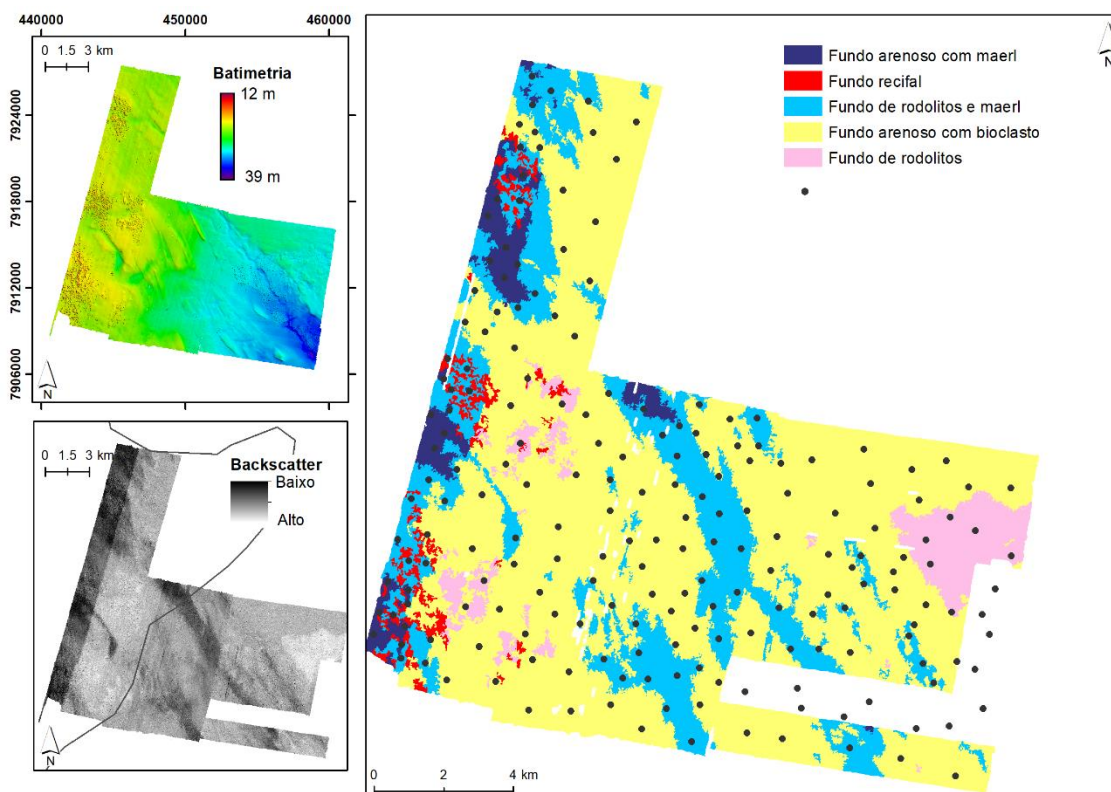 440000 450000 460000
0 1.5 3 km
Batimetria
12 m
39 m
7924000
7918000
7912000
7906000
N
0 1.5 3 km
Backscatter
Baixo
Alto
N
N
Fundo arenoso com maerl
Fundo recifal
Fundo de rodolitos e maerl
Fundo arenoso com bioclasto
Fundo de rodolitos
0 2 4 km